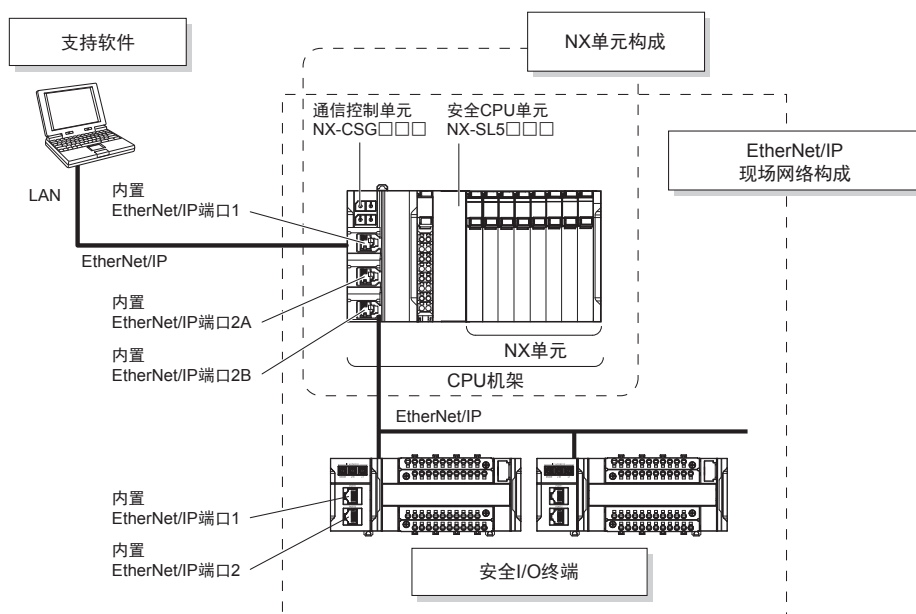 支持软件
NX单元构成
通信控制单元
NX-CSG□□□
安全CPU单元
NX-SL5□□□
EtherNet/IP
现场网络构成
LAN
内置
EtherNet/IP端口1
EtherNet/IP
内置
EtherNet/IP端口2A
内置
EtherNet/IP端口2B
NX单元
CPU机架
EtherNet/IP
内置
EtherNet/IP端口1
内置
EtherNet/IP端口2
安全I/O终端